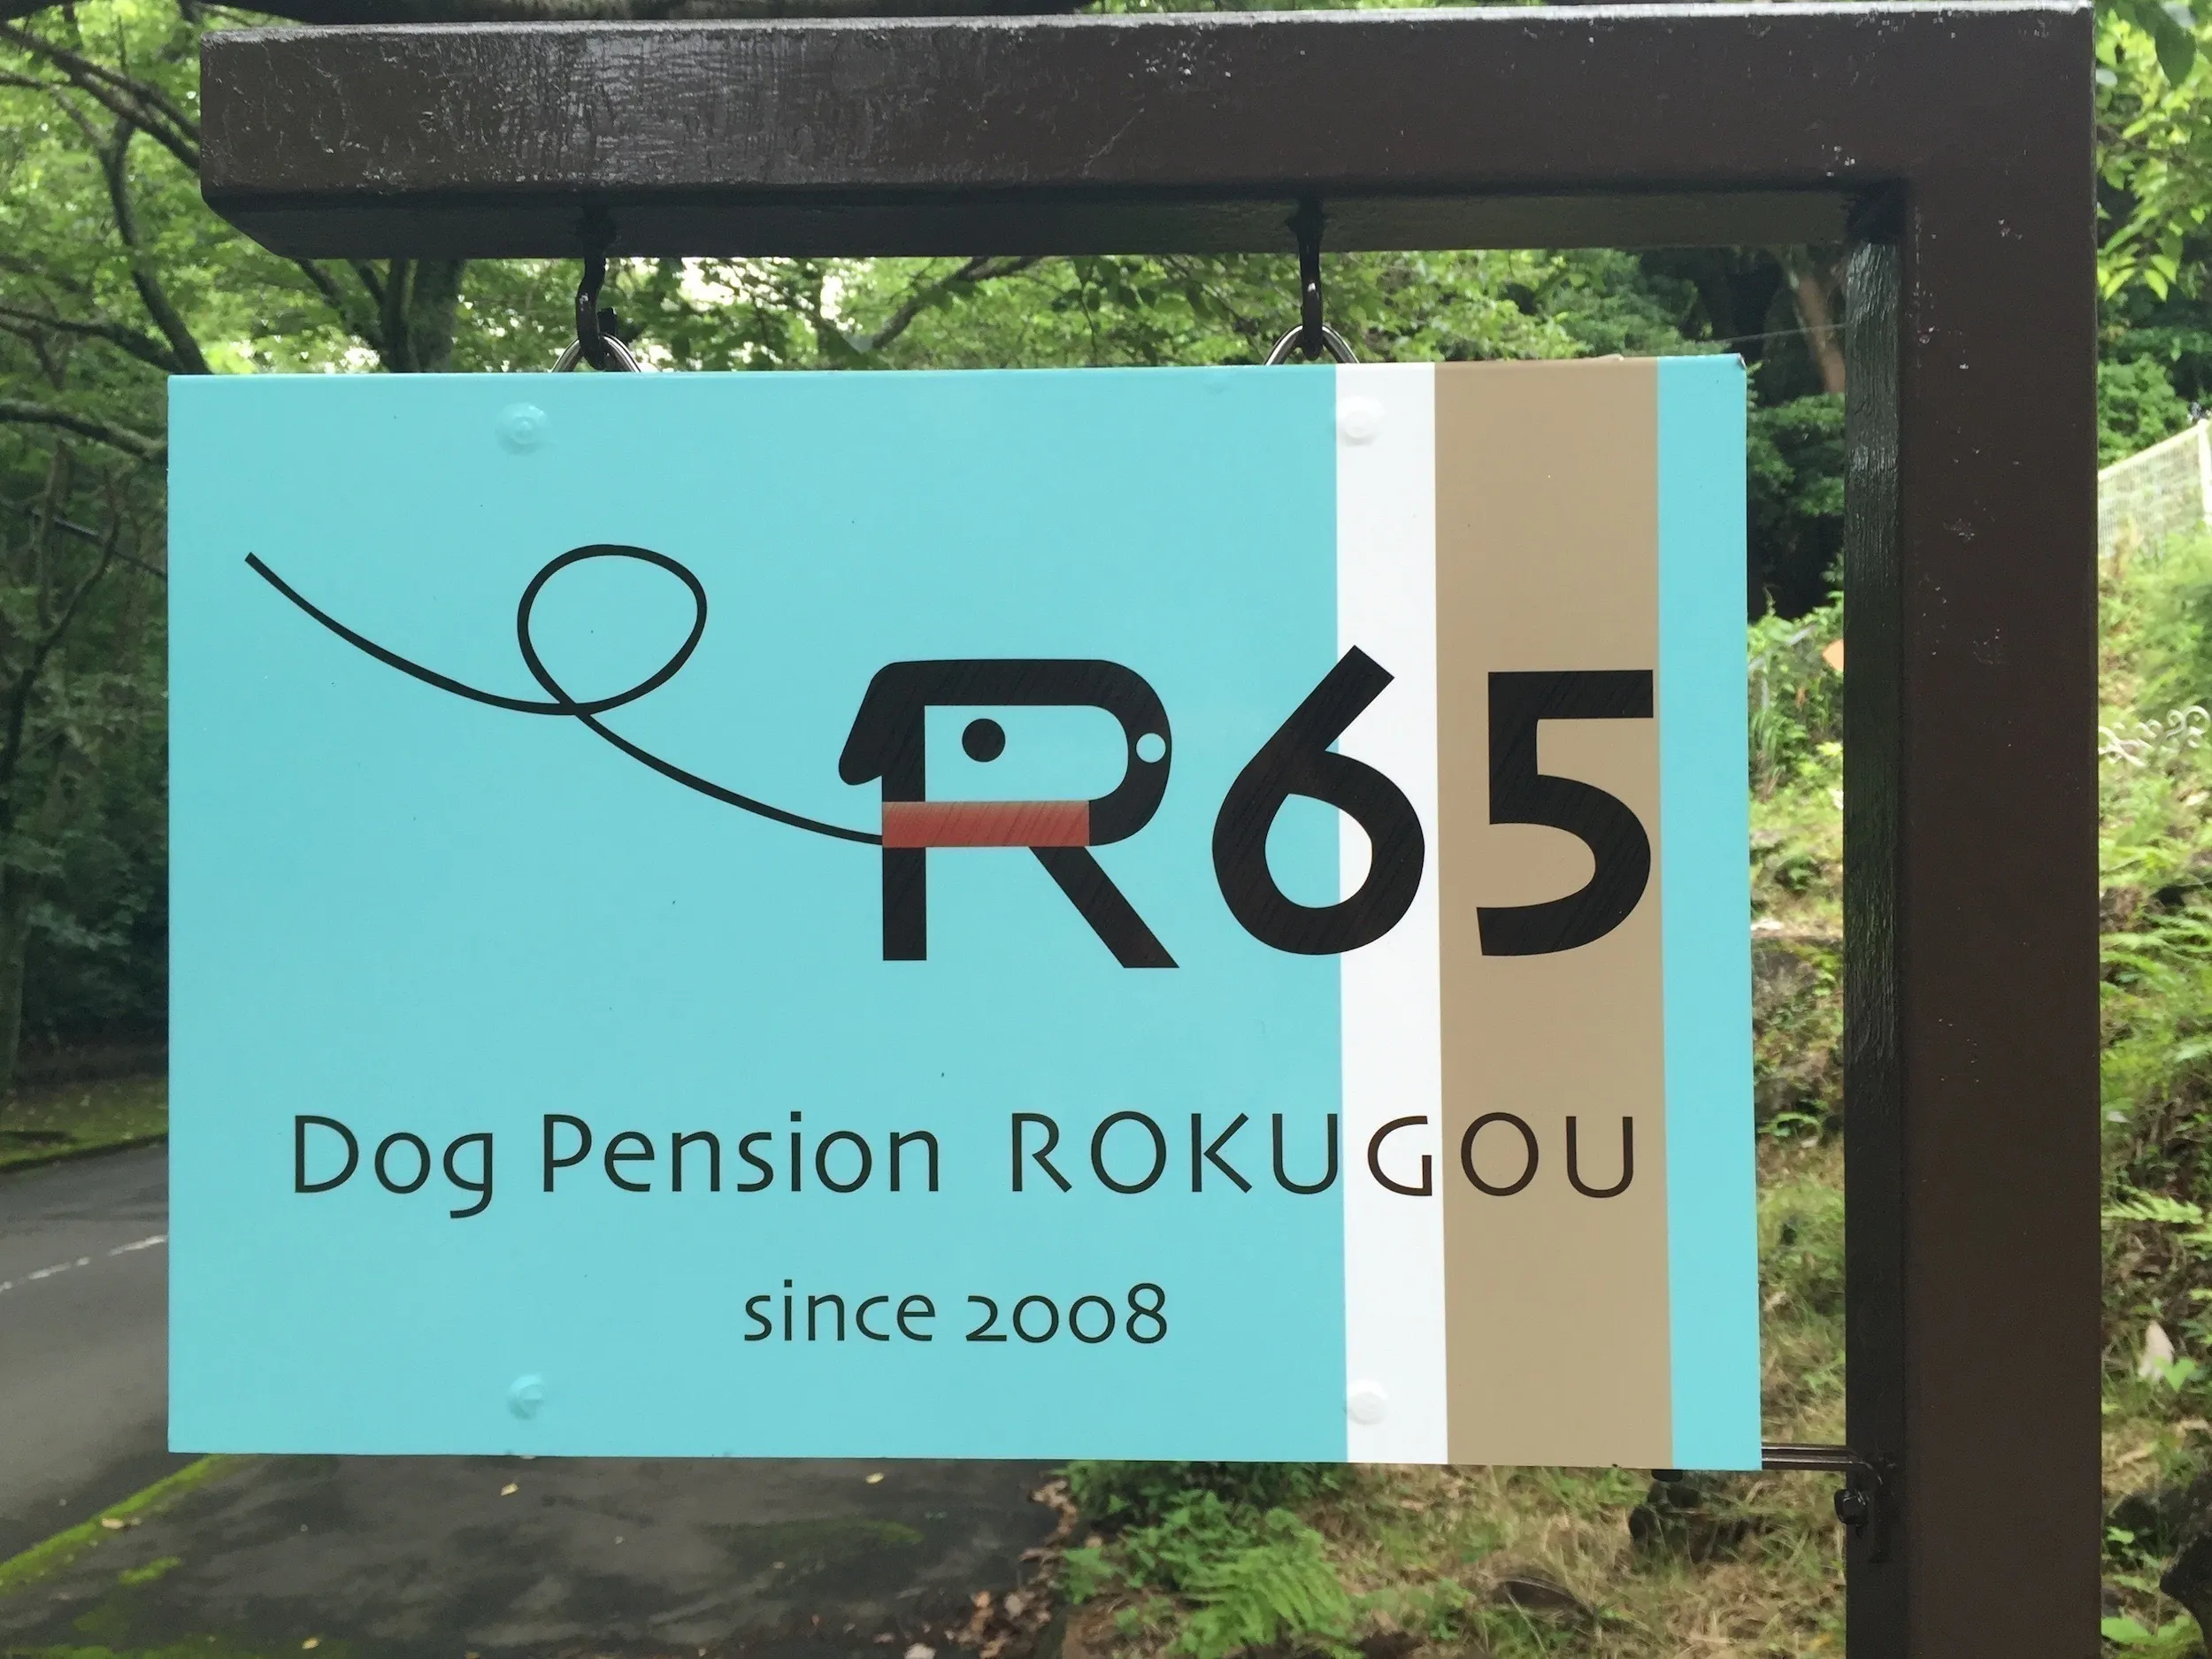 R65
Dog Pension ROKUGOU
since 2008